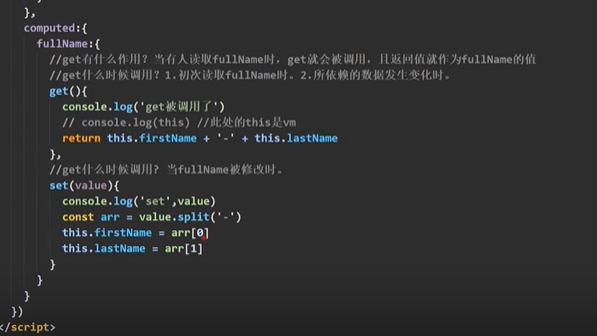 },
computed:{
fullName:{
//get有什么作用？当有人读取fullName时，get就会被调用，且返回值就作为fullName的值
//get什么时候调用？1.初次读取fullName时。2.所依赖的数据发生变化时。
get(){
console.log('get被调用了')
// console.log(this) //此处的this是vm
return this.firstName + '-' + this.lastName
},
//get什么时候调用? 当fullName被修改时。
set(value){
console.log('set',value)
const arr = value.split('-')
this.firstName = arr[0]
this.lastName = arr[1]
}
}
}
})
</script>